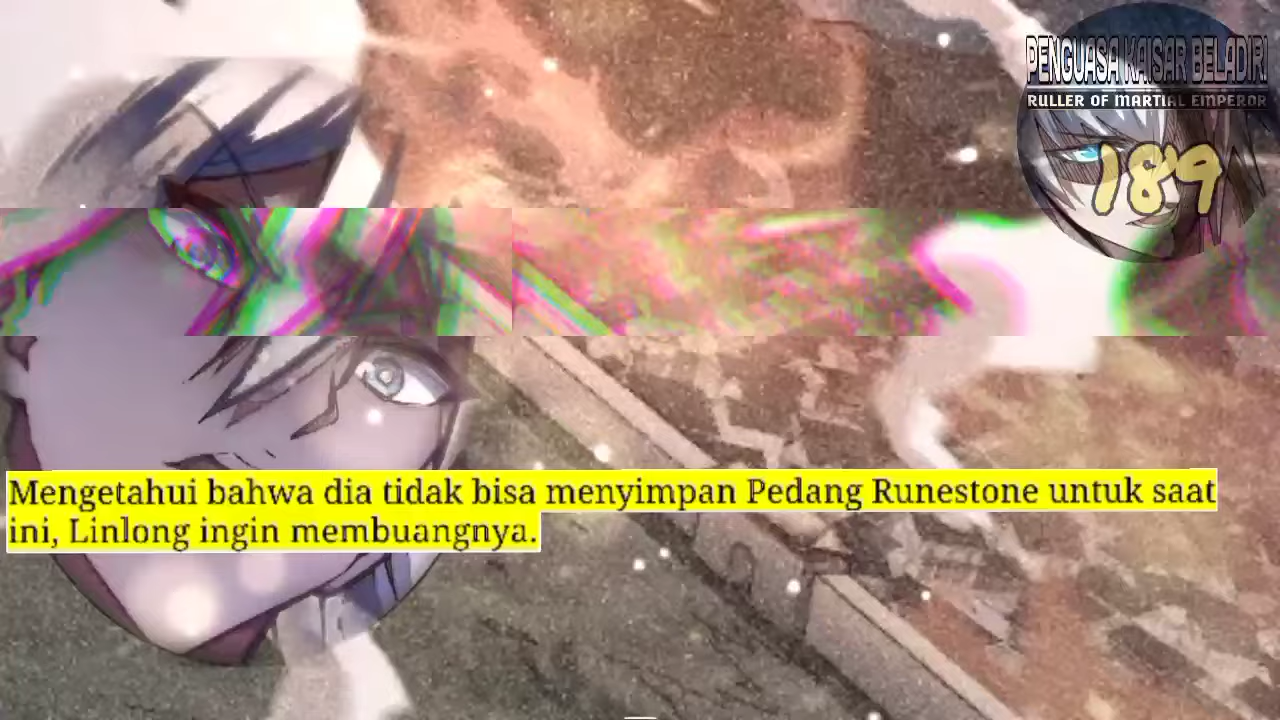 PENGUASA KAISAR BELADIRI
RULLER OF MARTIAL EMPEROR
189
Mengetahui bahwa dia tidak bisa menyimpan Pedang Runestone untuk saat
ini, Linlong ingin membuangnya.